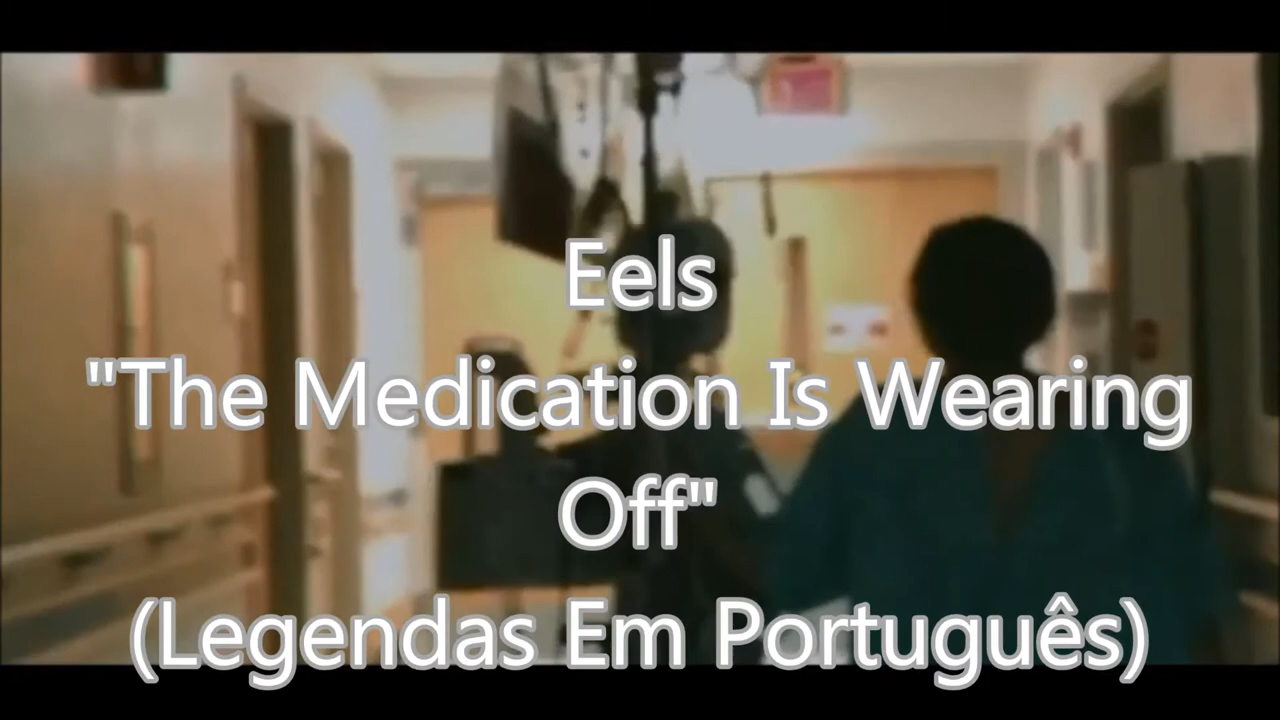 Eels
"The Medication Is Wearing
Off"
(Legendas Em Português)